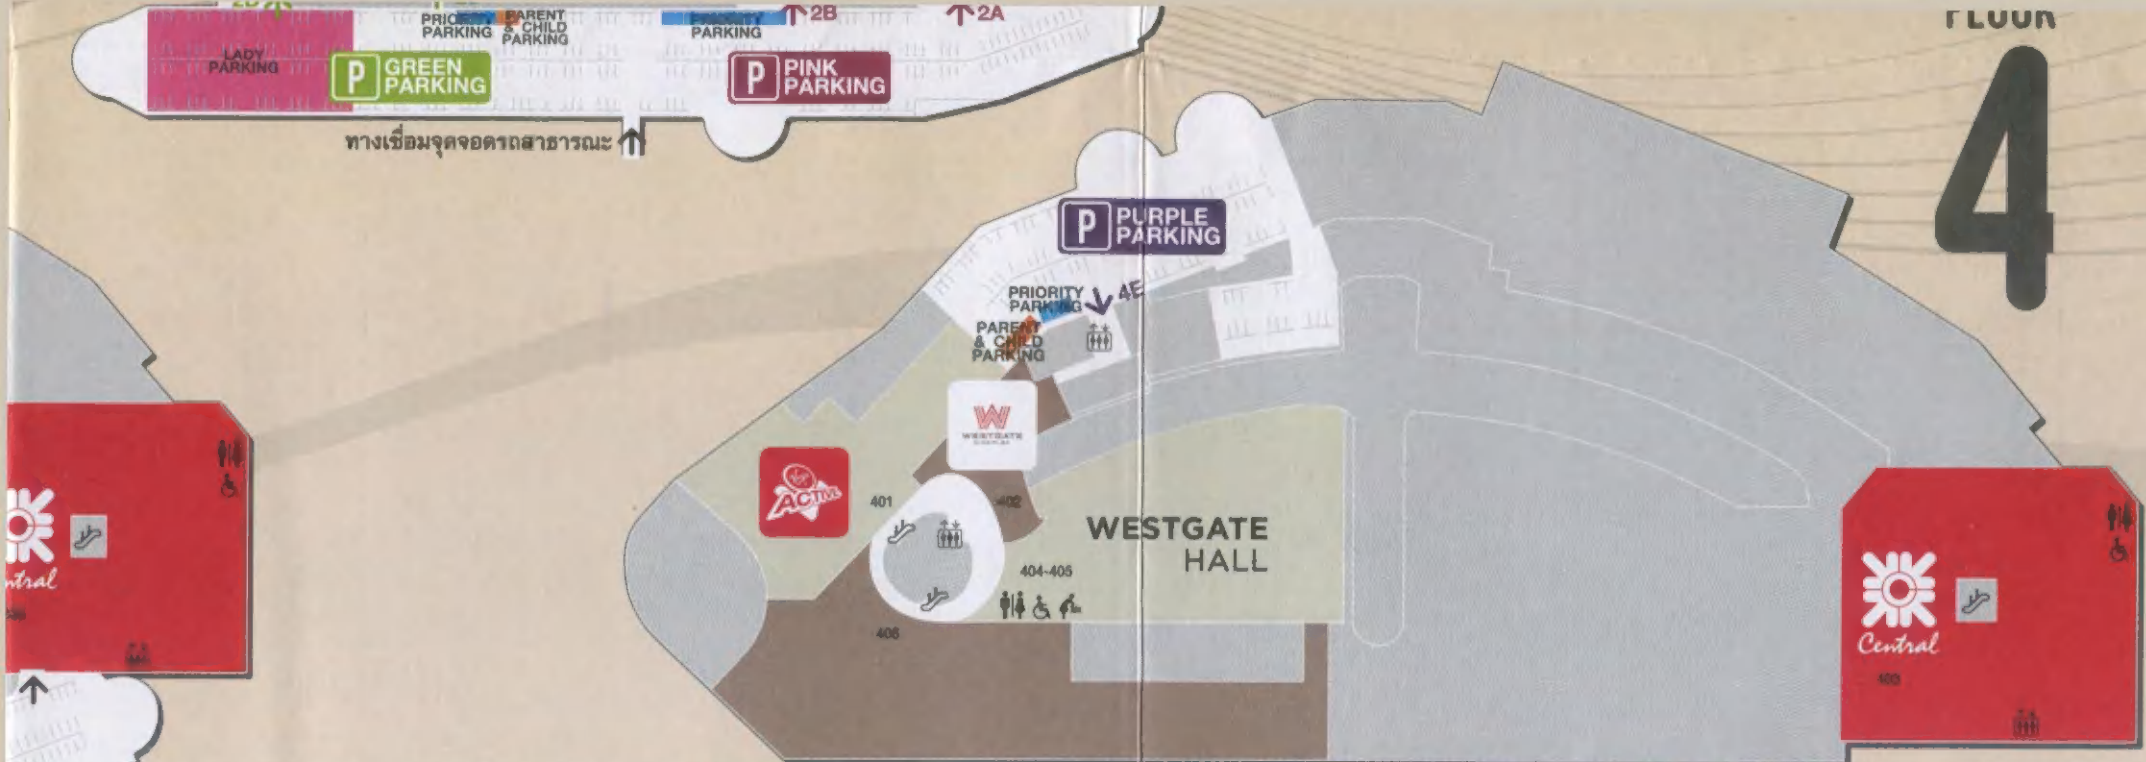 PRIORITY
PARKING
PARENT
& CHILD
PARKING
PRIORITY
PARKING
2B
2A
LADY
PARKING
P GREEN
PARKING
P PINK
PARKING
ทางเชื่อมจุดจอดรถสาธารณะ
FLOOR
4
P PURPLE
PARKING
PRIORITY
PARKING
4E
PARENT
& CHILD
PARKING
W
WESTGATE
ACTIVE
401
402
WESTGATE
HALL
404-405
406
ntral
Central
403